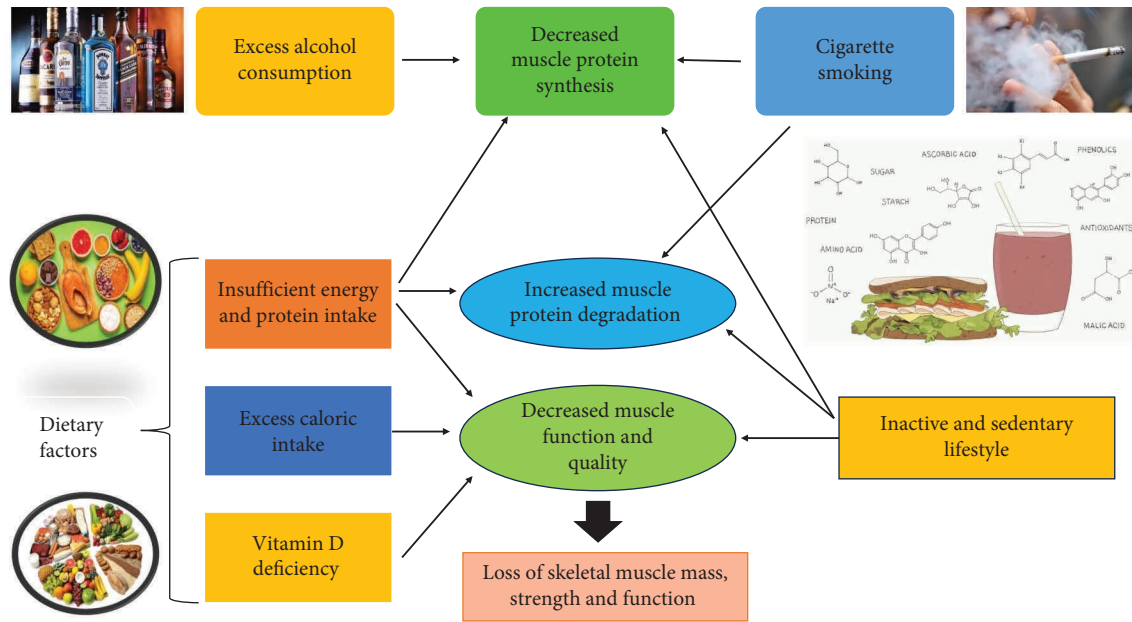 Excess alcohol
consumption
Decreased
muscle protein
synthesis
Cigarette
smoking
SUGAR
ASCORBIC ACID
PHENOLICS
STARCH
PROTEIN
AMINO ACID
ANTIOXIDANTS
MALIC ACID
Insufficient energy
and protein intake
Increased muscle
protein degradation
Dietary
factors
Excess caloric
intake
Decreased muscle
function and
quality
Inactive and sedentary
lifestyle
Vitamin D
deficiency
Loss of skeletal muscle mass,
strength and function